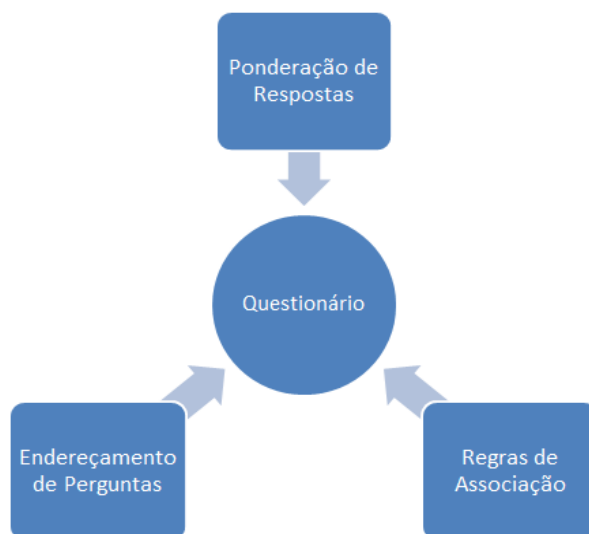 Ponderação de
Respostas
Questionário
Endereçamento
de Perguntas
Regras de
Associação